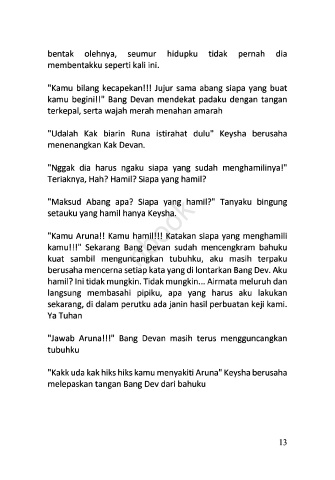 bentak olehnya, seumur hidupku tidak pernah dia
membentakku seperti kali ini.
"Kamu bilang kecapekan!!! Jujur sama abang siapa yang buat
kamu begini!!" Bang Devan mendekat padaku dengan tangan
terkepal, serta wajah merah menahan amarah
"Udalah Kak biarin Runa istirahat dulu" Keysha berusaha
menenangkan Kak Devan.
"Nggak dia harus ngaku siapa yang sudah menghamilinya!"
Teriaknya, Hah? Hamil? Siapa yang hamil?
"Maksud Abang apa? Siapa yang hamil?" Tanyaku bingung
setauku yang hamil hanya Keysha.
"Kamu Aruna!! Kamu hamil!!! Katakan siapa yang menghamili
kamu!!!" Sekarang Bang Devan sudah mencengkram bahuku
kuat sambil menguncangkan tubuhku, aku masih terpaku
berusaha mencerna setiap kata yang di lontarkan Bang Dev. Aku
hamil? Ini tidak mungkin. Tidak mungkin... Airmata meluruh dan
langsung membasahi pipiku, apa yang harus aku lakukan
sekarang, di dalam perutku ada janin hasil perbuatan keji kami.
Ya Tuhan
"Jawab Aruna!!!" Bang Devan masih terus mengguncangkan
tubuhku
"Kakk uda kak hiks hiks kamu menyakiti Aruna" Keysha berusaha
melepaskan tangan Bang Dev dari bahuku
13